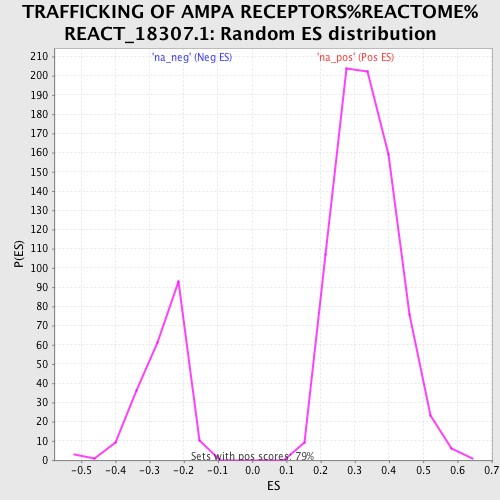 TRAFFICKING OF AMPA RECEPTORS%REACTOME%
REACT_18307.1: Random ES distribution
'na_neg' (Neg ES)
'na_pos' (Pos ES)
210
200
190
180
170
160
150
140
130
120
110
100
90
80
70
60
50
40
30
20
10
0
P(ES)
Sets with pos scores: 79%
-0.5 -0.4 -0.3 -0.2 -0.1 0.0 0.1 0.2 0.3 0.4 0.5 0.6 0.7
ES